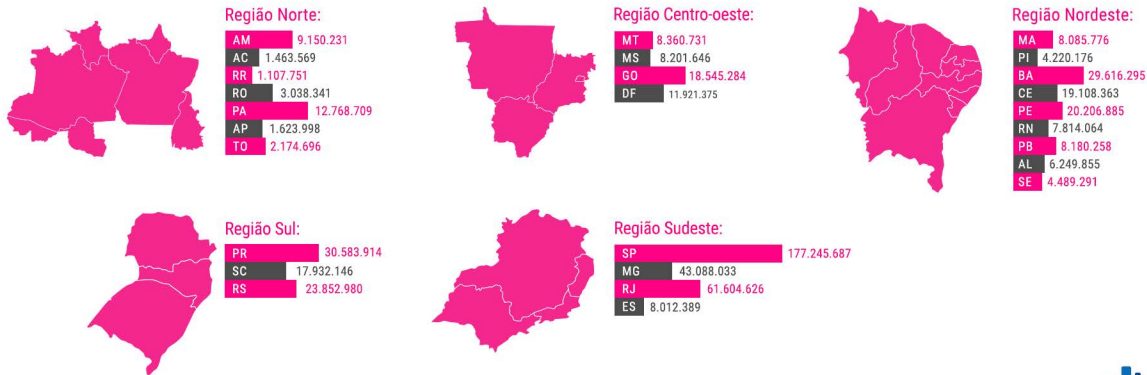 Região Norte:
AM 9.150.231
AC 1.463.569
RR 1.107.751
RO 3.038.341
PA 12.768.709
AP 1.623.998
TO 2.174.696
Região Centro-oeste:
MT 8.360.731
MS 8.201.646
GO 18.545.284
DF 11.921.375
Região Nordeste:
MA 8.085.776
PI 4.220.176
BA 29.616.295
CE 19.108.363
PE 20.206.885
RN 7.814.064
PB 8.180.258
AL 6.249.855
SE 4.489.291
Região Sul:
PR 30.583.914
SC 17.932.146
RS 23.852.980
Região Sudeste:
SP 177.245.687
MG 43.088.033
RJ 61.604.626
ES 8.012.389